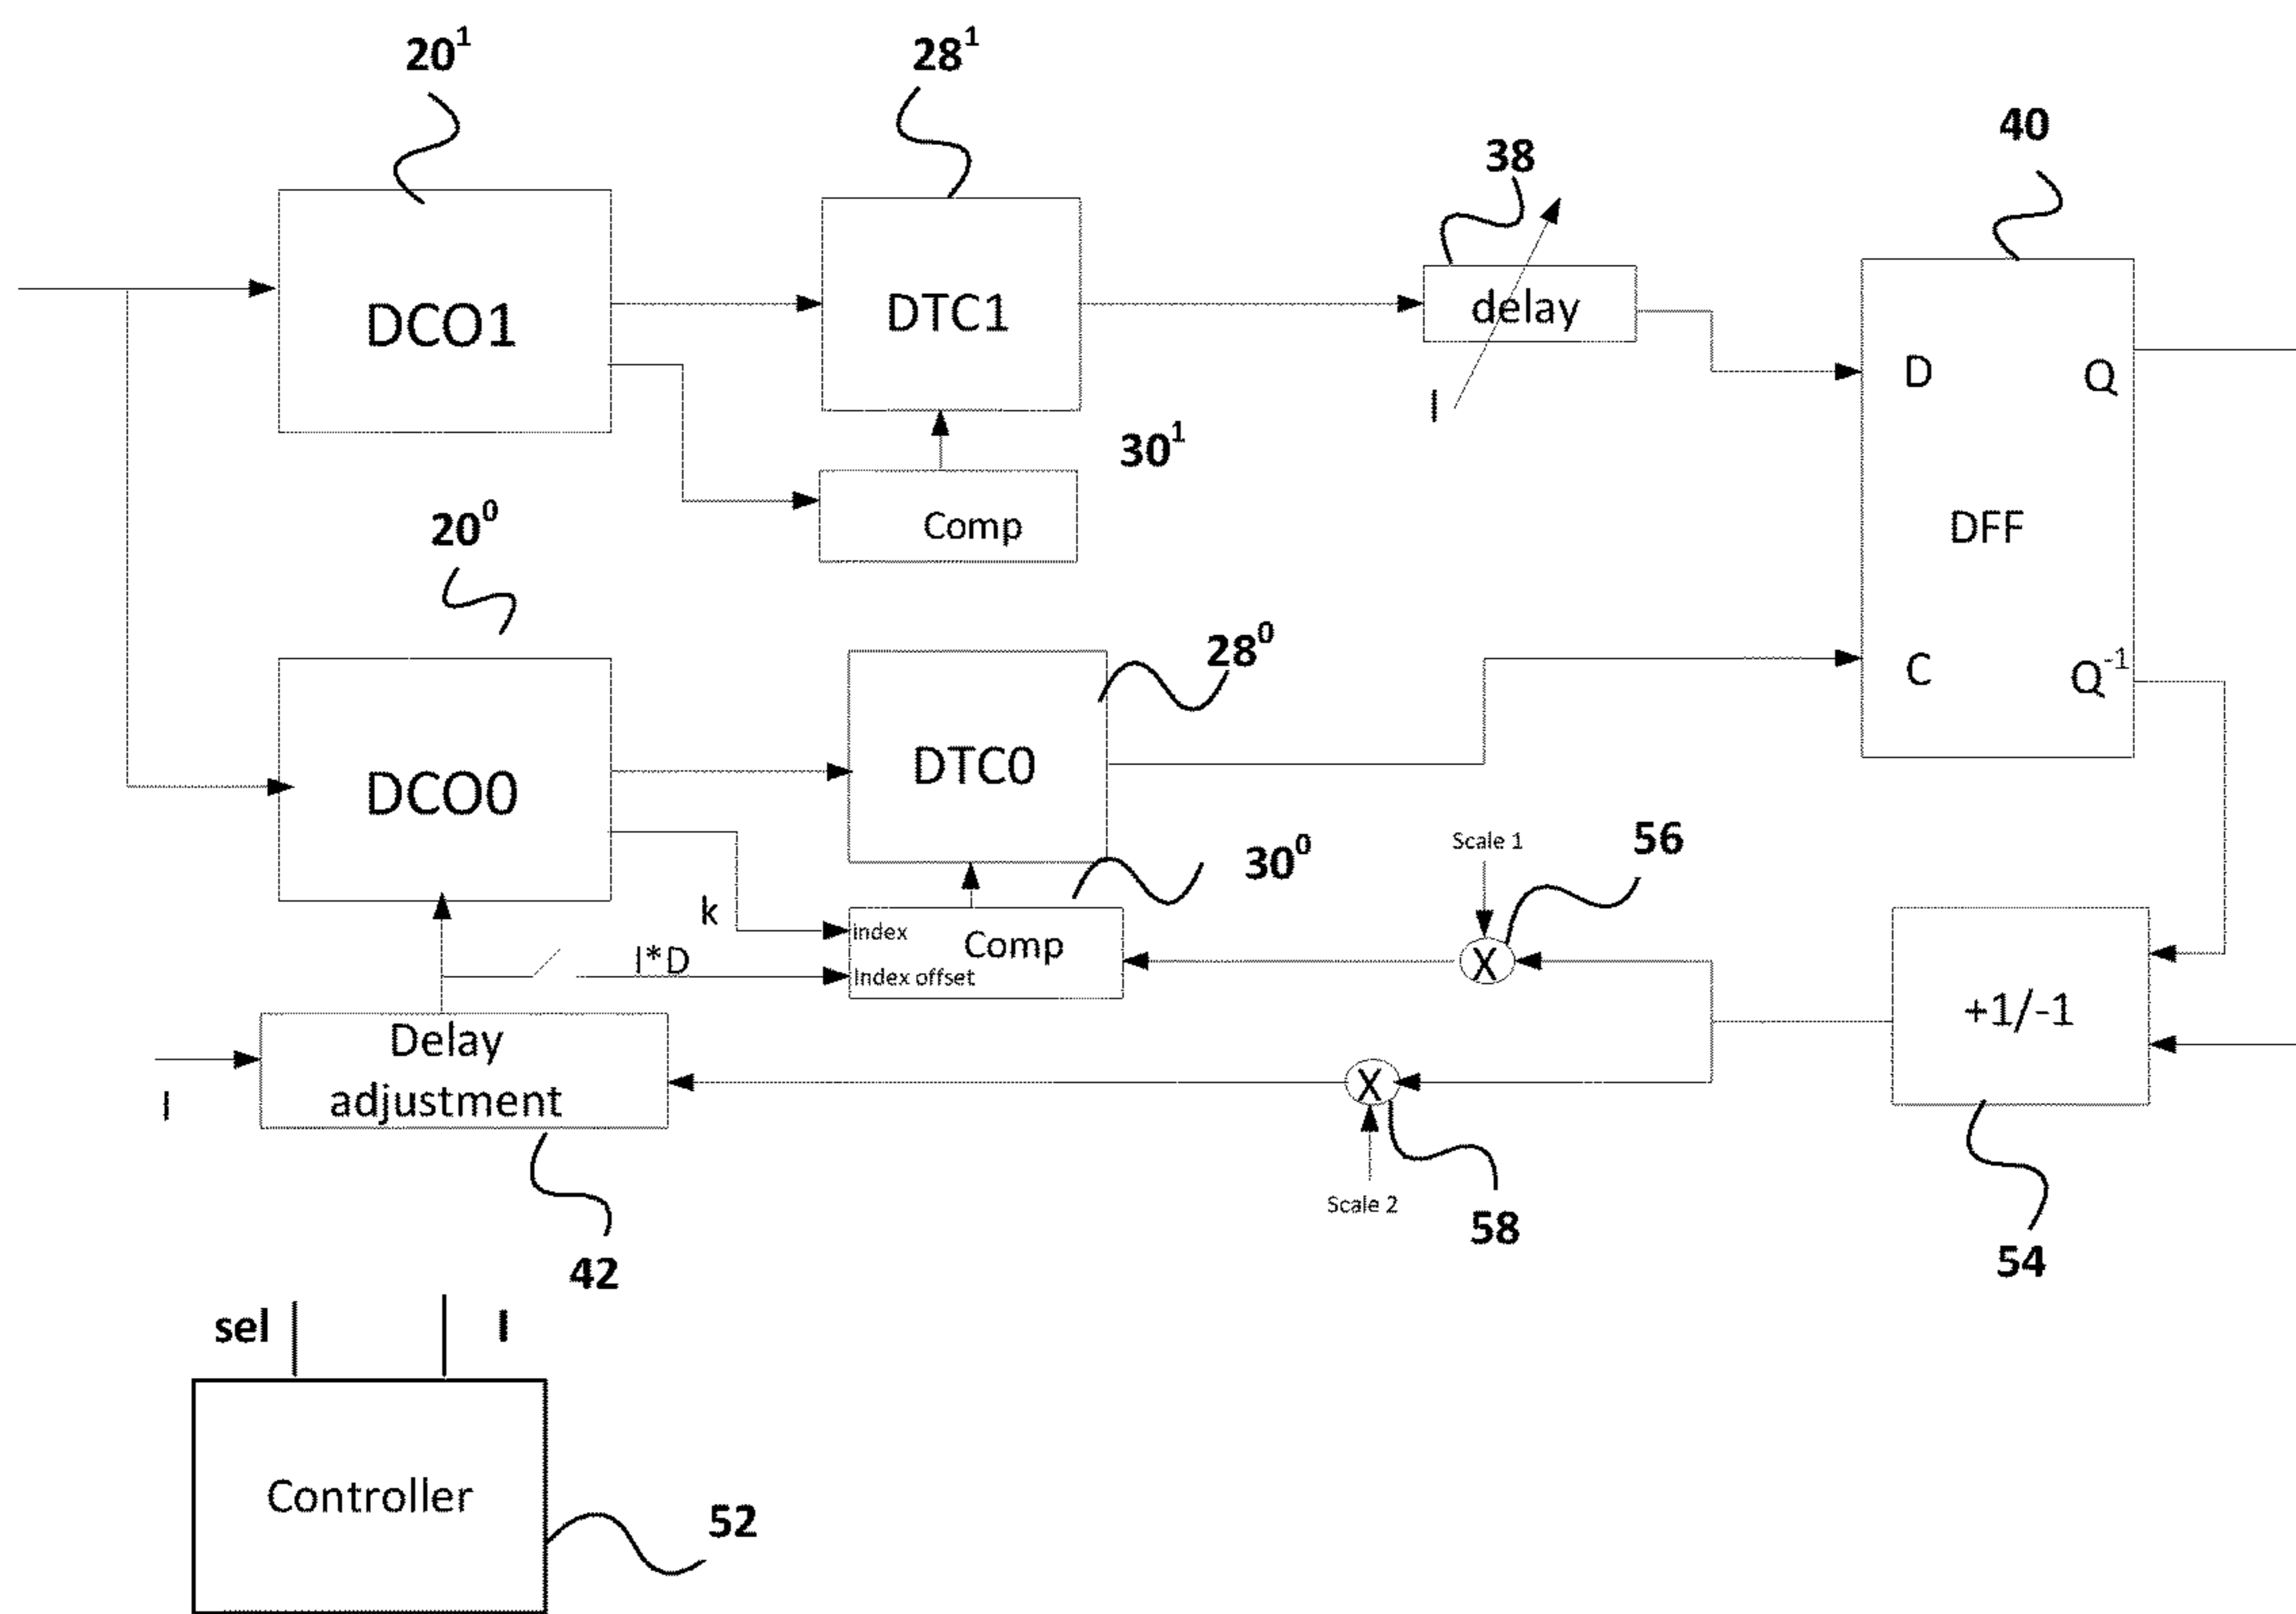 20¹
28¹
38
40
DCO1
DTC1
delay
I
D
Q
30¹
Comp
20⁰
DFF
28⁰
C
Q⁻¹
DCO0
DTC0
30⁰
Scale 1
56
k
index
Comp
X
I*D
Index offset
+1/-1
Delay
adjustment
I
X
Scale 2
58
54
42
sel
I
Controller
52